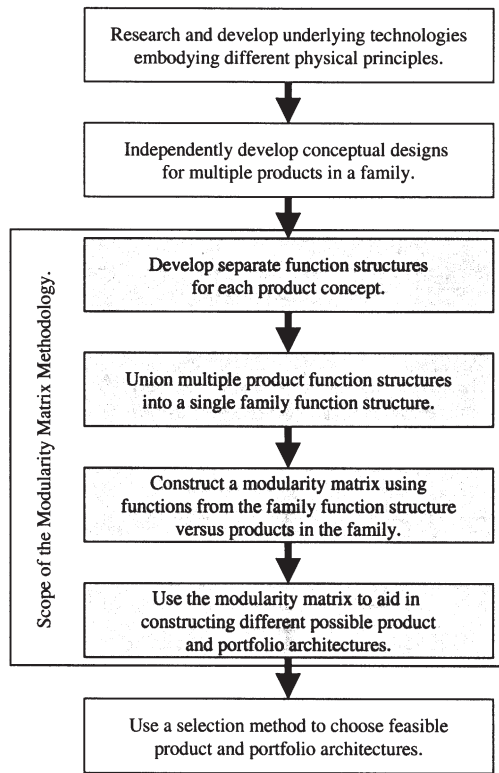 Research and develop underlying technologies
embodying different physical principles.
Independently develop conceptual designs
for multiple products in a family.
Scope of the Modularity Matrix Methodology.
Develop separate function structures
for each product concept.
Union multiple product function structures
into a single family function structure.
Construct a modularity matrix using
functions from the family function structure
versus products in the family.
Use the modularity matrix to aid in
constructing different possible product
and portfolio architectures.
Use a selection method to choose feasible
product and portfolio architectures.